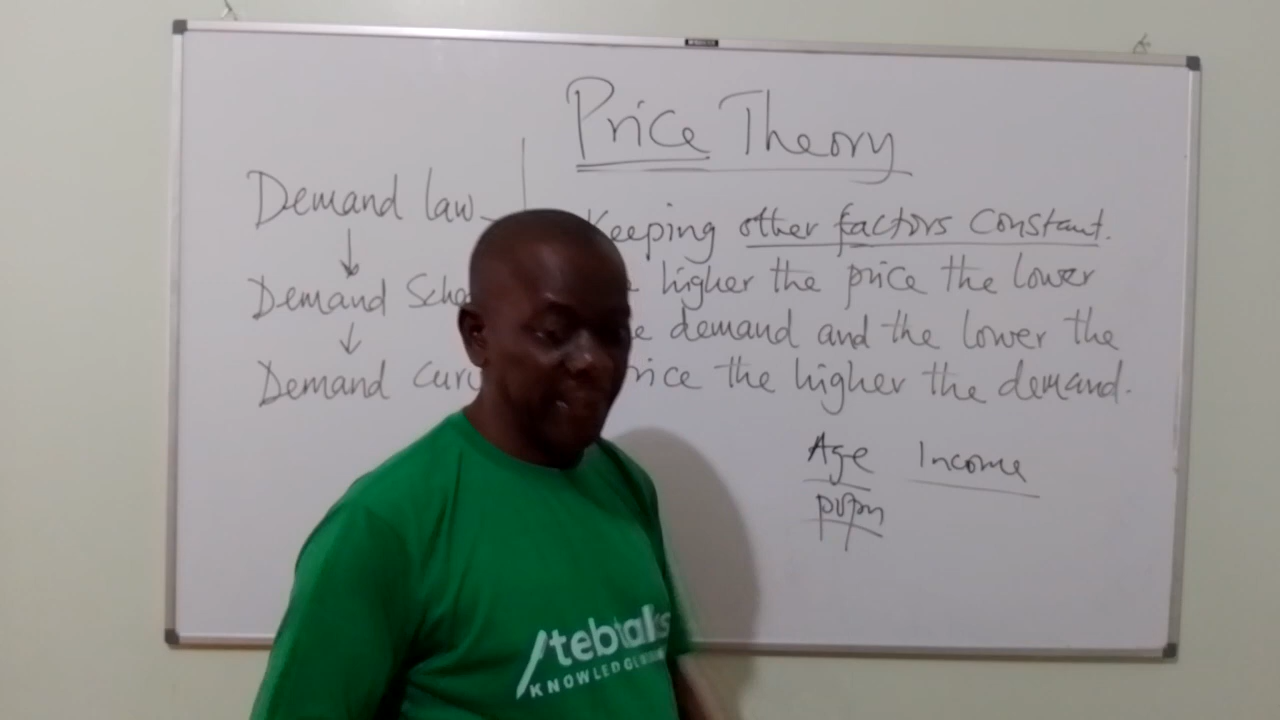 Price Theory
Demand law
Demand
Demand
Keeping other factors constant.
higher the price the lower
demand and the lower the
the higher the demand.
Age Income
popn
tebtalks